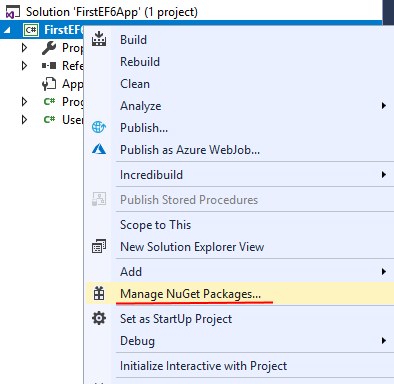 Solution 'FirstEF6App' (1 project)
C# FirstEF6
Prop
Refe
App
C# Prog
C# User
Build
Rebuild
Clean
Analyze
Publish...
Publish as Azure WebJob...
Incredibuild
Publish Stored Procedures
Scope to This
New Solution Explorer View
Add
Manage NuGet Packages...
Set as StartUp Project
Debug
Initialize Interactive with Project